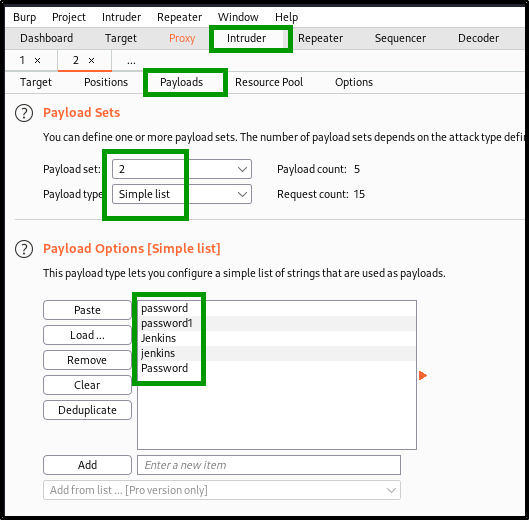 Burp Project Intruder Repeater Window Help
Dashboard Target Proxy Intruder Repeater Sequencer Decoder
1 × 2 × ...
Target Positions Payloads Resource Pool Options
? Payload Sets
You can define one or more payload sets. The number of payload sets depends on the attack type defin
Payload set: 2 Payload count: 5
Payload type Simple list Request count: 15
? Payload Options [Simple list]
This payload type lets you configure a simple list of strings that are used as payloads.
Paste
Load ...
Remove
Clear
Deduplicate
password
password1
Jenkins
jenkins
Password
Add Enter a new item
Add from list ... [Pro version only]